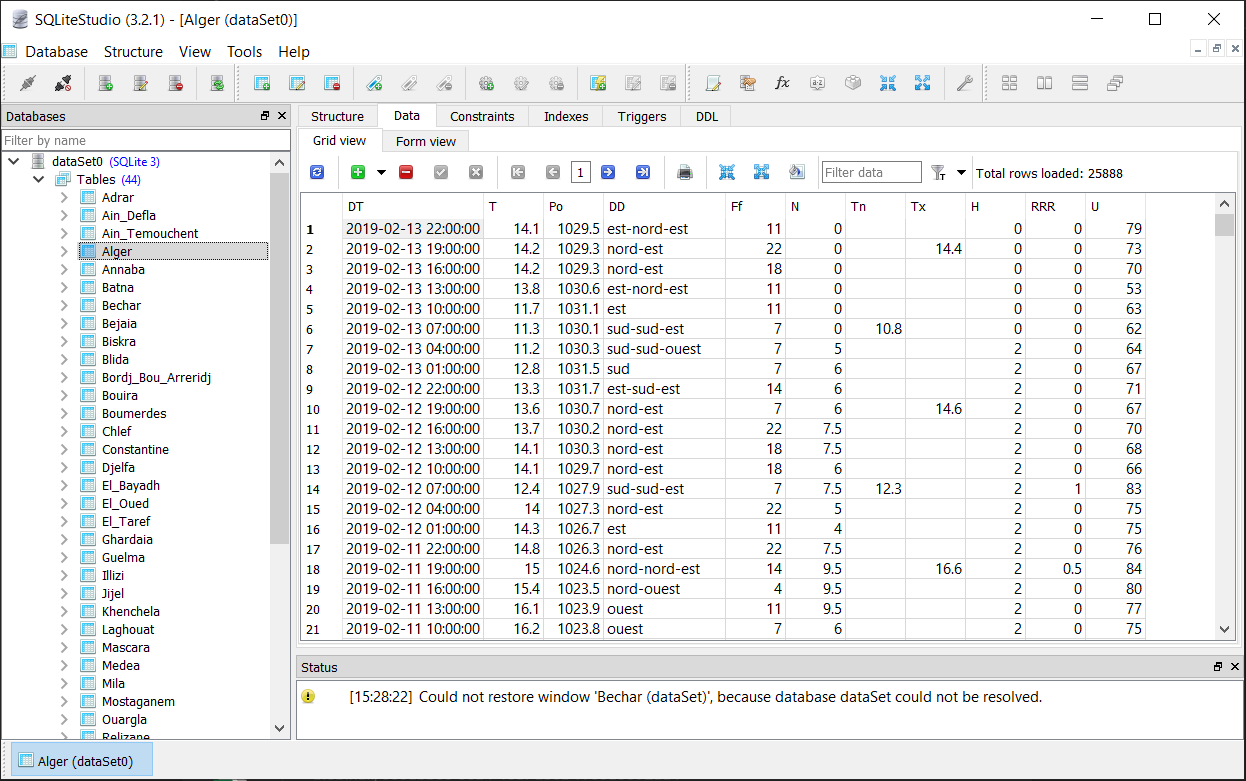 SQLiteStudio (3.2.1) - [Alger (dataSet0)]
Database Structure View Tools Help
Databases
Filter by name
dataSet0 (SQLite 3)
Tables (44)
Adrar
Ain_Defla
Ain_Temouchent
Alger
Annaba
Batna
Bechar
Bejaia
Biskra
Blida
Bordj_Bou_Arreridj
Bouira
Boumerdes
Chlef
Constantine
Djelfa
El_Bayadh
El_Oued
El_Taref
Ghardaia
Guelma
Illizi
Jijel
Khenchela
Laghouat
Mascara
Medea
Mila
Mostaganem
Ouargla
Relizane
Structure Data Constraints Indexes Triggers DDL
Grid view Form view
1 Filter data T Total rows loaded: 25888
DT T Po DD Ff N Tn Tx H RRR U
1 2019-02-13 22:00:00 14.1 1029.5 est-nord-est 11 0 0 0 79
2 2019-02-13 19:00:00 14.2 1029.3 nord-est 22 0 14.4 0 0 73
3 2019-02-13 16:00:00 14.2 1029.3 nord-est 18 0 0 0 70
4 2019-02-13 13:00:00 13.8 1030.6 est-nord-est 11 0 0 0 53
5 2019-02-13 10:00:00 11.7 1031.1 est 11 0 0 0 63
6 2019-02-13 07:00:00 11.3 1030.1 sud-sud-est 7 0 10.8 0 0 62
7 2019-02-13 04:00:00 11.2 1030.3 sud-sud-ouest 7 5 2 0 64
8 2019-02-13 01:00:00 12.8 1031.5 sud 7 6 2 0 67
9 2019-02-12 22:00:00 13.3 1031.7 est-sud-est 14 6 2 0 71
10 2019-02-12 19:00:00 13.6 1030.7 nord-est 7 6 14.6 2 0 67
11 2019-02-12 16:00:00 13.7 1030.2 nord-est 22 7.5 2 0 70
12 2019-02-12 13:00:00 14.1 1030.3 nord-est 18 7.5 2 0 68
13 2019-02-12 10:00:00 14.1 1029.7 nord-est 18 6 2 0 66
14 2019-02-12 07:00:00 12.4 1027.9 sud-sud-est 7 7.5 12.3 2 1 83
15 2019-02-12 04:00:00 14 1027.3 nord-est 22 5 2 0 75
16 2019-02-12 01:00:00 14.3 1026.7 est 11 4 2 0 75
17 2019-02-11 22:00:00 14.8 1026.3 nord-est 22 7.5 2 0 76
18 2019-02-11 19:00:00 15 1024.6 nord-nord-est 14 9.5 16.6 2 0.5 84
19 2019-02-11 16:00:00 15.4 1023.5 nord-ouest 4 9.5 2 0 80
20 2019-02-11 13:00:00 16.1 1023.9 ouest 11 9.5 2 0 77
21 2019-02-11 10:00:00 16.2 1023.8 ouest 7 6 2 0 75
Status
[15:28:22] Could not restore window 'Bechar (dataSet)', because database dataSet could not be resolved.
Alger (dataSet0)